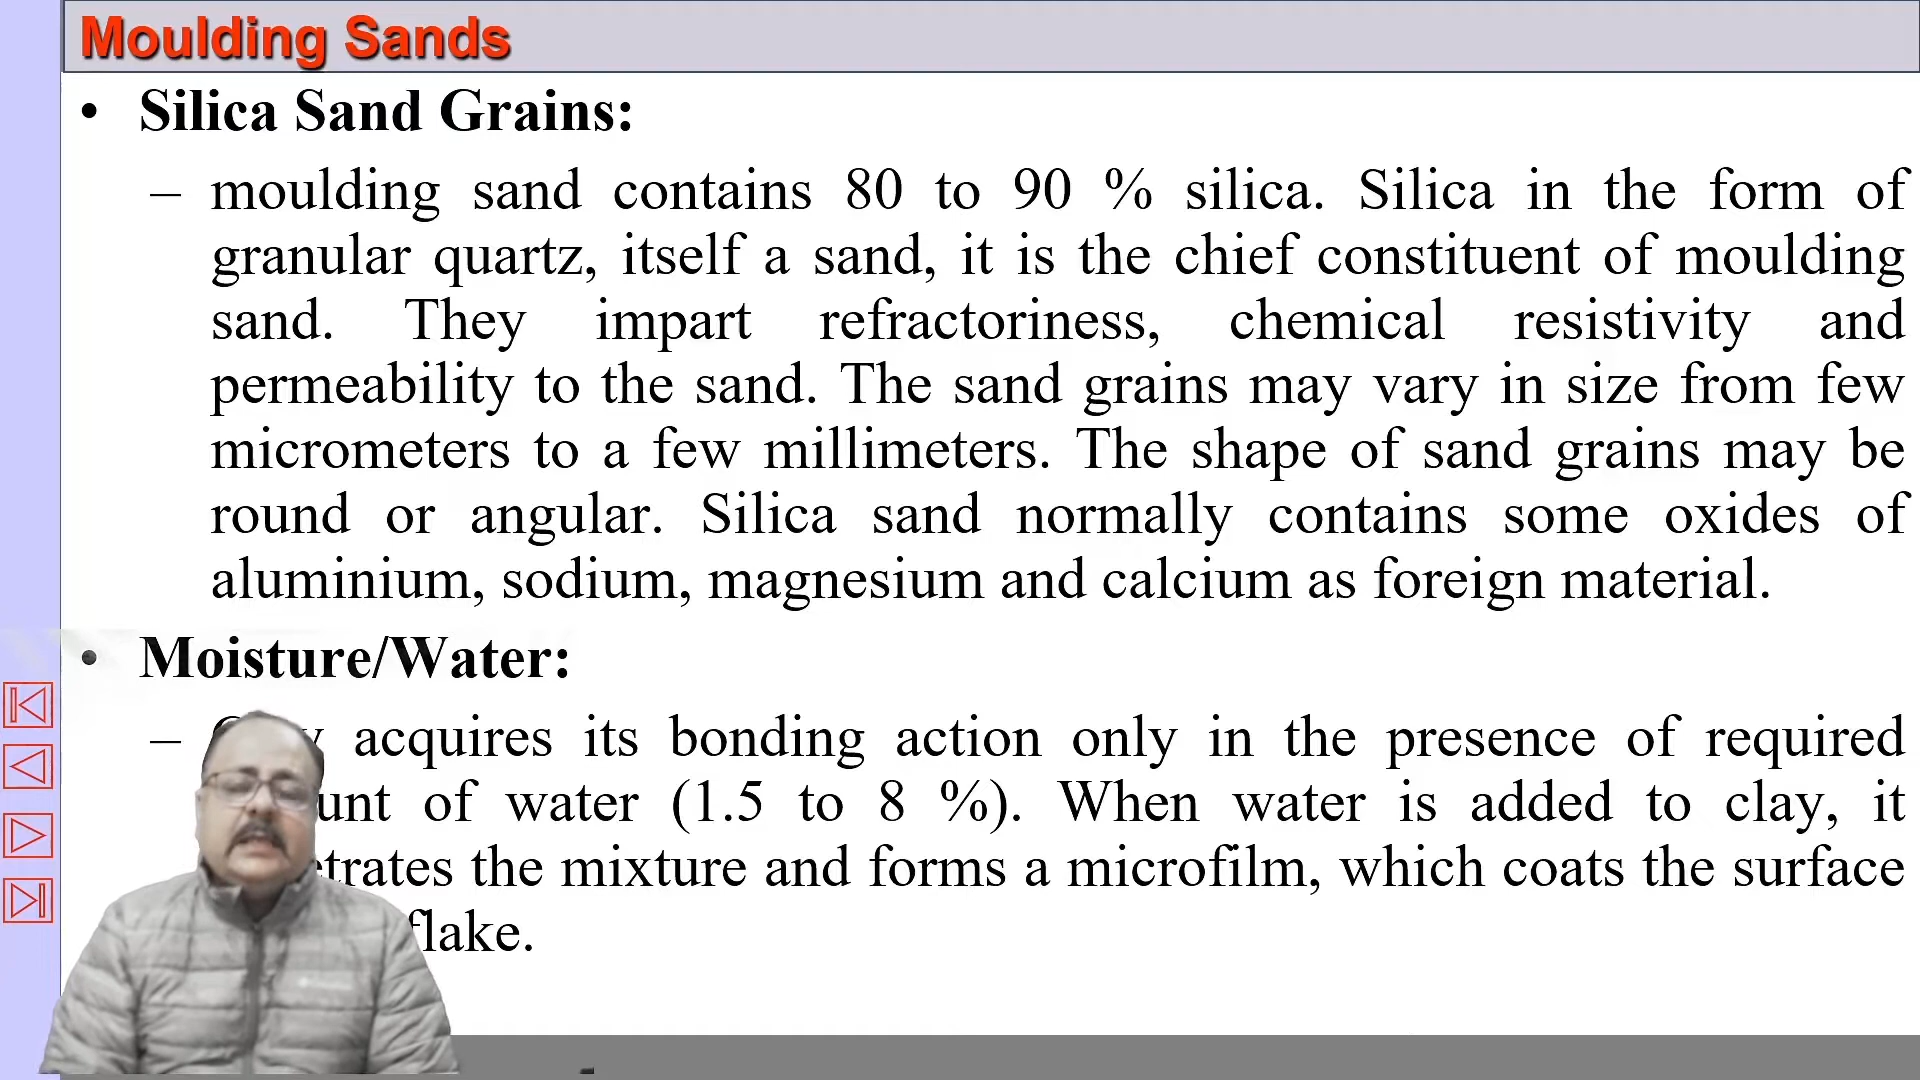 Moulding Sands
• Silica Sand Grains:
– moulding sand contains 80 to 90 % silica. Silica in the form of
granular quartz, itself a sand, it is the chief constituent of moulding
sand. They impart refractoriness, chemical resistivity and
permeability to the sand. The sand grains may vary in size from few
micrometers to a few millimeters. The shape of sand grains may be
round or angular. Silica sand normally contains some oxides of
aluminium, sodium, magnesium and calcium as foreign material.
• Moisture/Water:
– acquires its bonding action only in the presence of required
of water (1.5 to 8 %). When water is added to clay, it
the mixture and forms a microfilm, which coats the surface
flake.